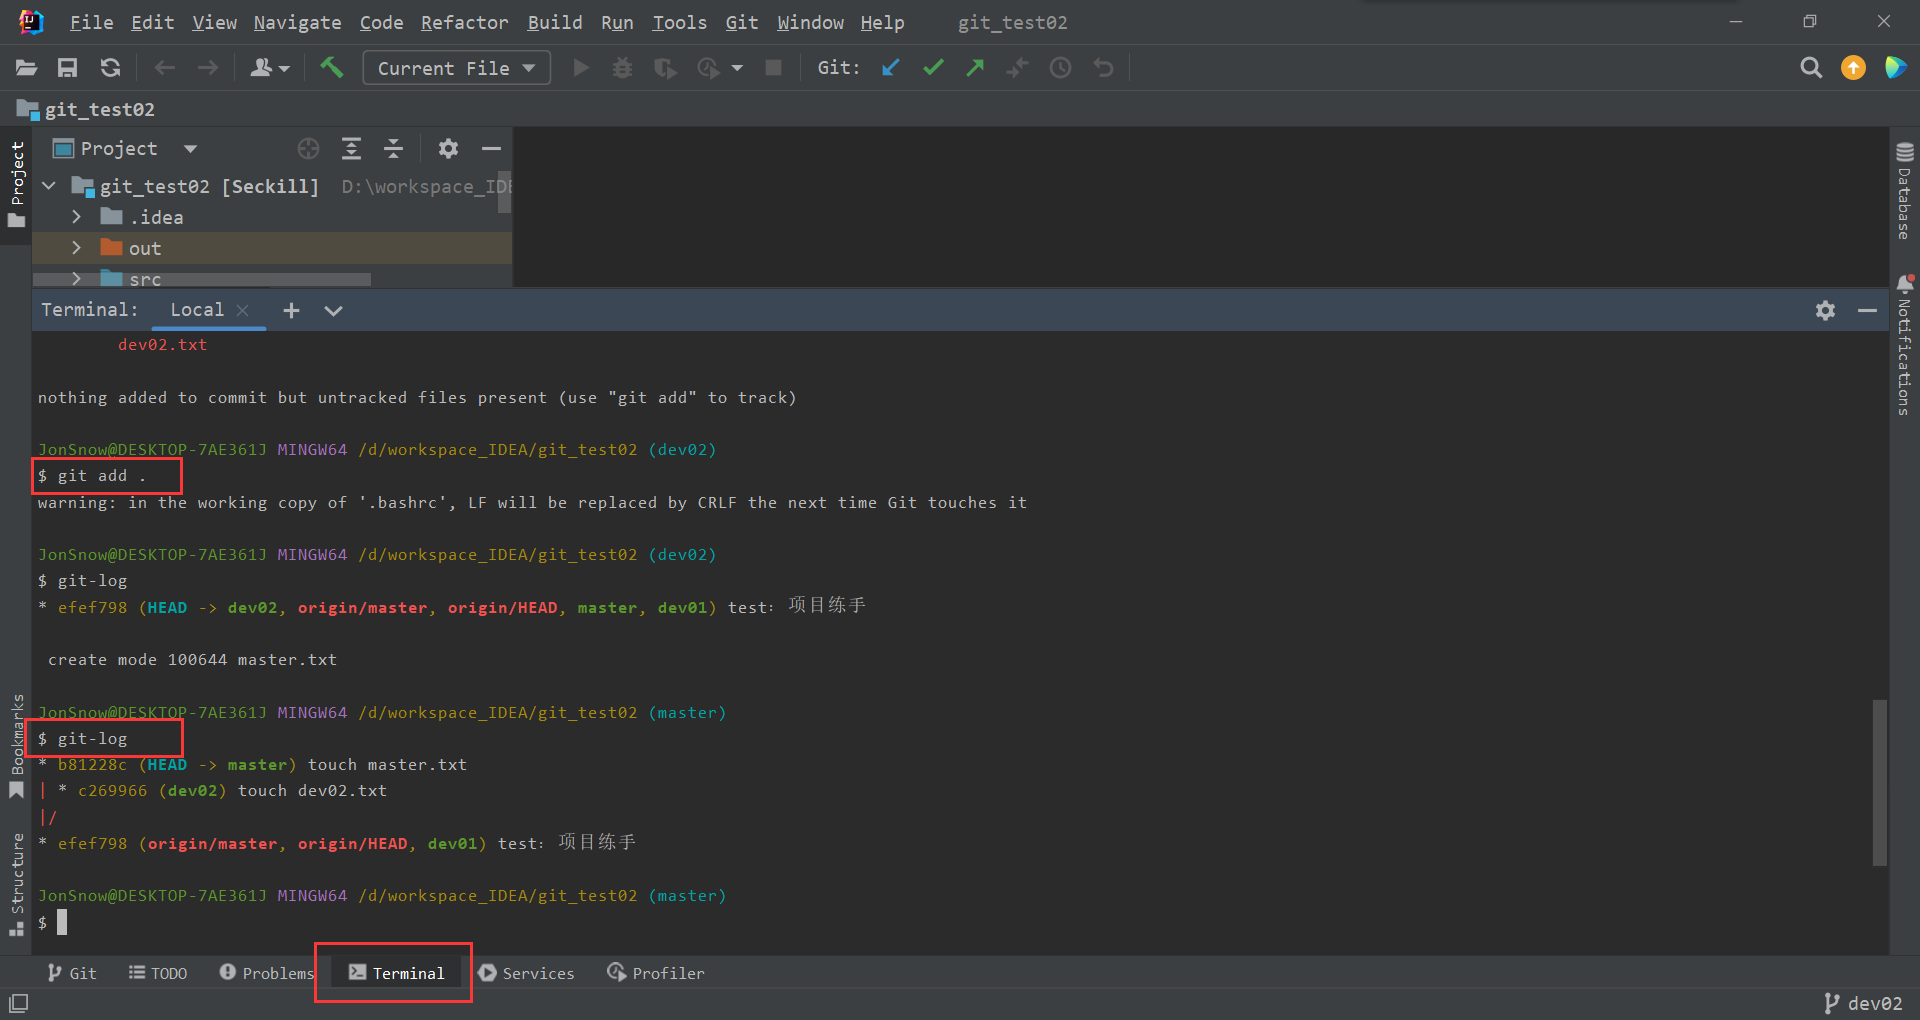 File Edit View Navigate Code Refactor Build Run Tools Git Window Help git_test02
Current File Git:
git_test02
Project
Project
git_test02 [Seckill] D:\workspace_IDE
.idea
out
src
Database
Notifications
Terminal: Local
dev02.txt
nothing added to commit but untracked files present (use "git add" to track)
JonSnow@DESKTOP-7AE361J MINGW64 /d/workspace_IDEA/git_test02 (dev02)
$ git add .
warning: in the working copy of '.bashrc', LF will be replaced by CRLF the next time Git touches it
JonSnow@DESKTOP-7AE361J MINGW64 /d/workspace_IDEA/git_test02 (dev02)
$ git-log
* efef798 (HEAD -> dev02, origin/master, origin/HEAD, master, dev01) test: 项目练手
create mode 100644 master.txt
JonSnow@DESKTOP-7AE361J MINGW64 /d/workspace_IDEA/git_test02 (master)
$ git-log
* b81228c (HEAD -> master) touch master.txt
| * c269966 (dev02) touch dev02.txt
|/
* efef798 (origin/master, origin/HEAD, dev01) test: 项目练手
JonSnow@DESKTOP-7AE361J MINGW64 /d/workspace_IDEA/git_test02 (master)
$
Bookmarks
Structure
Git TODO Problems Terminal Services Profiler
dev02